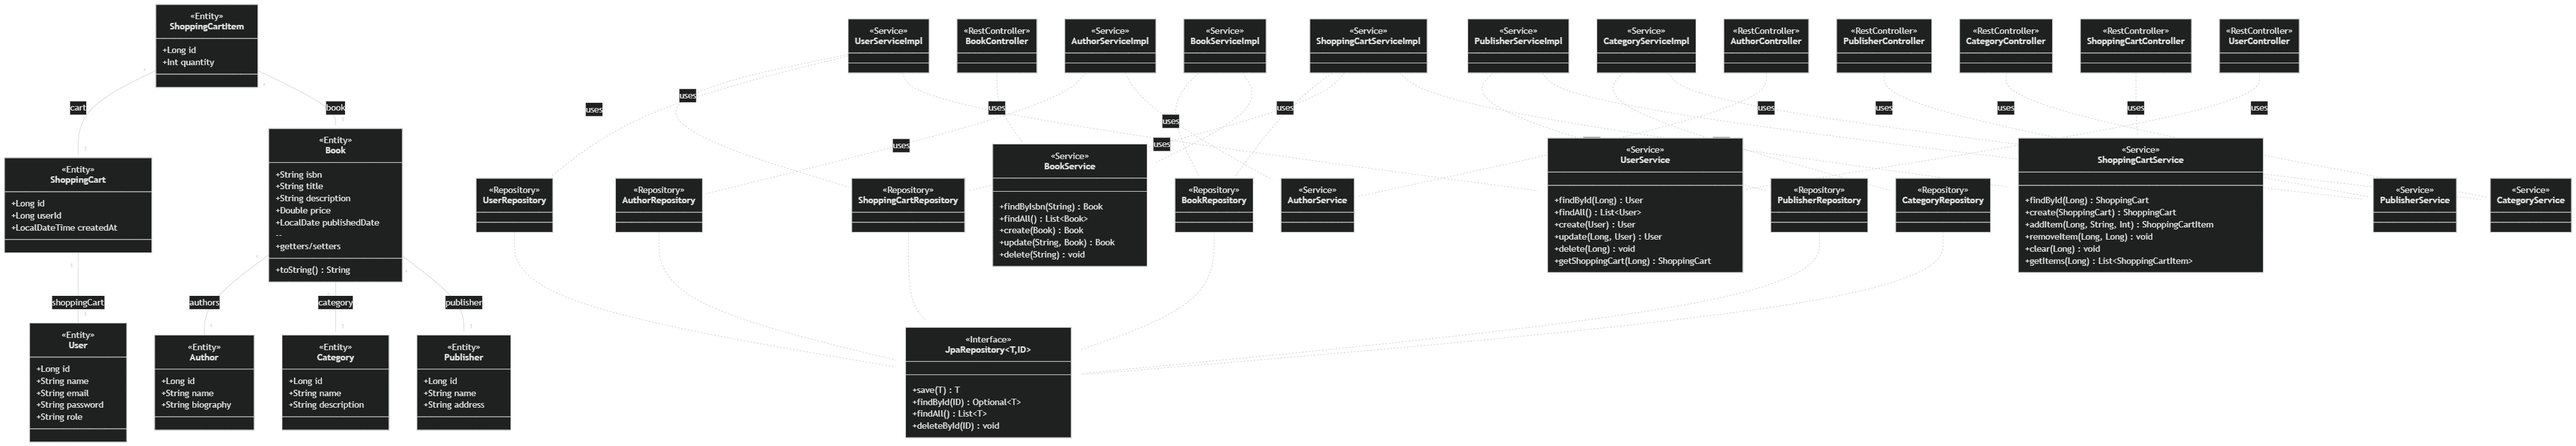 «Entity»
ShoppingCartItem
+Long id
+Int quantity
«Service»
UserServiceImpl
«RestController»
BookController
«Service»
AuthorServiceImpl
«Service»
BookServiceImpl
«Service»
ShoppingCartServiceImpl
«Service»
PublisherServiceImpl
«Service»
CategoryServiceImpl
«RestController»
AuthorController
«RestController»
PublisherController
«RestController»
CategoryController
«RestController»
ShoppingCartController
«RestController»
UserController
cart
book
uses
uses
uses
uses
uses
uses
uses
uses
uses
uses
uses
uses
«Entity»
ShoppingCart
+Long id
+Long userId
+LocalDateTime createdAt
«Entity»
Book
+String isbn
+String title
+String description
+Double price
+LocalDate publishedDate
...
+getters/setters
+toString() : String
«Repository»
UserRepository
«Repository»
AuthorRepository
«Repository»
ShoppingCartRepository
«Service»
BookService
+findByIsbn(String) : Book
+findAll() : List<Book>
+create(Book) : Book
+update(String, Book) : Book
+delete(String) : void
«Repository»
BookRepository
«Service»
AuthorService
«Service»
UserService
+findById(Long) : User
+findAll() : List<User>
+create(User) : User
+update(Long, User) : User
+delete(Long) : void
+getShoppingCart(Long) : ShoppingCart
«Repository»
PublisherRepository
«Repository»
CategoryRepository
«Service»
ShoppingCartService
+findById(Long) : ShoppingCart
+create(ShoppingCart) : ShoppingCart
+addItem(Long, String, Int) : ShoppingCartItem
+removeItem(Long, Long) : void
+clear(Long) : void
+getItems(Long) : List<ShoppingCartItem>
«Service»
PublisherService
«Service»
CategoryService
shoppingCart
authors
category
publisher
«Entity»
User
+Long id
+String name
+String email
+String password
+String role
«Entity»
Author
+Long id
+String name
+String biography
«Entity»
Category
+Long id
+String name
+String description
«Entity»
Publisher
+Long id
+String name
+String address
«Interface»
JpaRepository<T,ID>
+save(T) : T
+findById(ID) : Optional<T>
+findAll() : List<T>
+deleteById(ID) : void